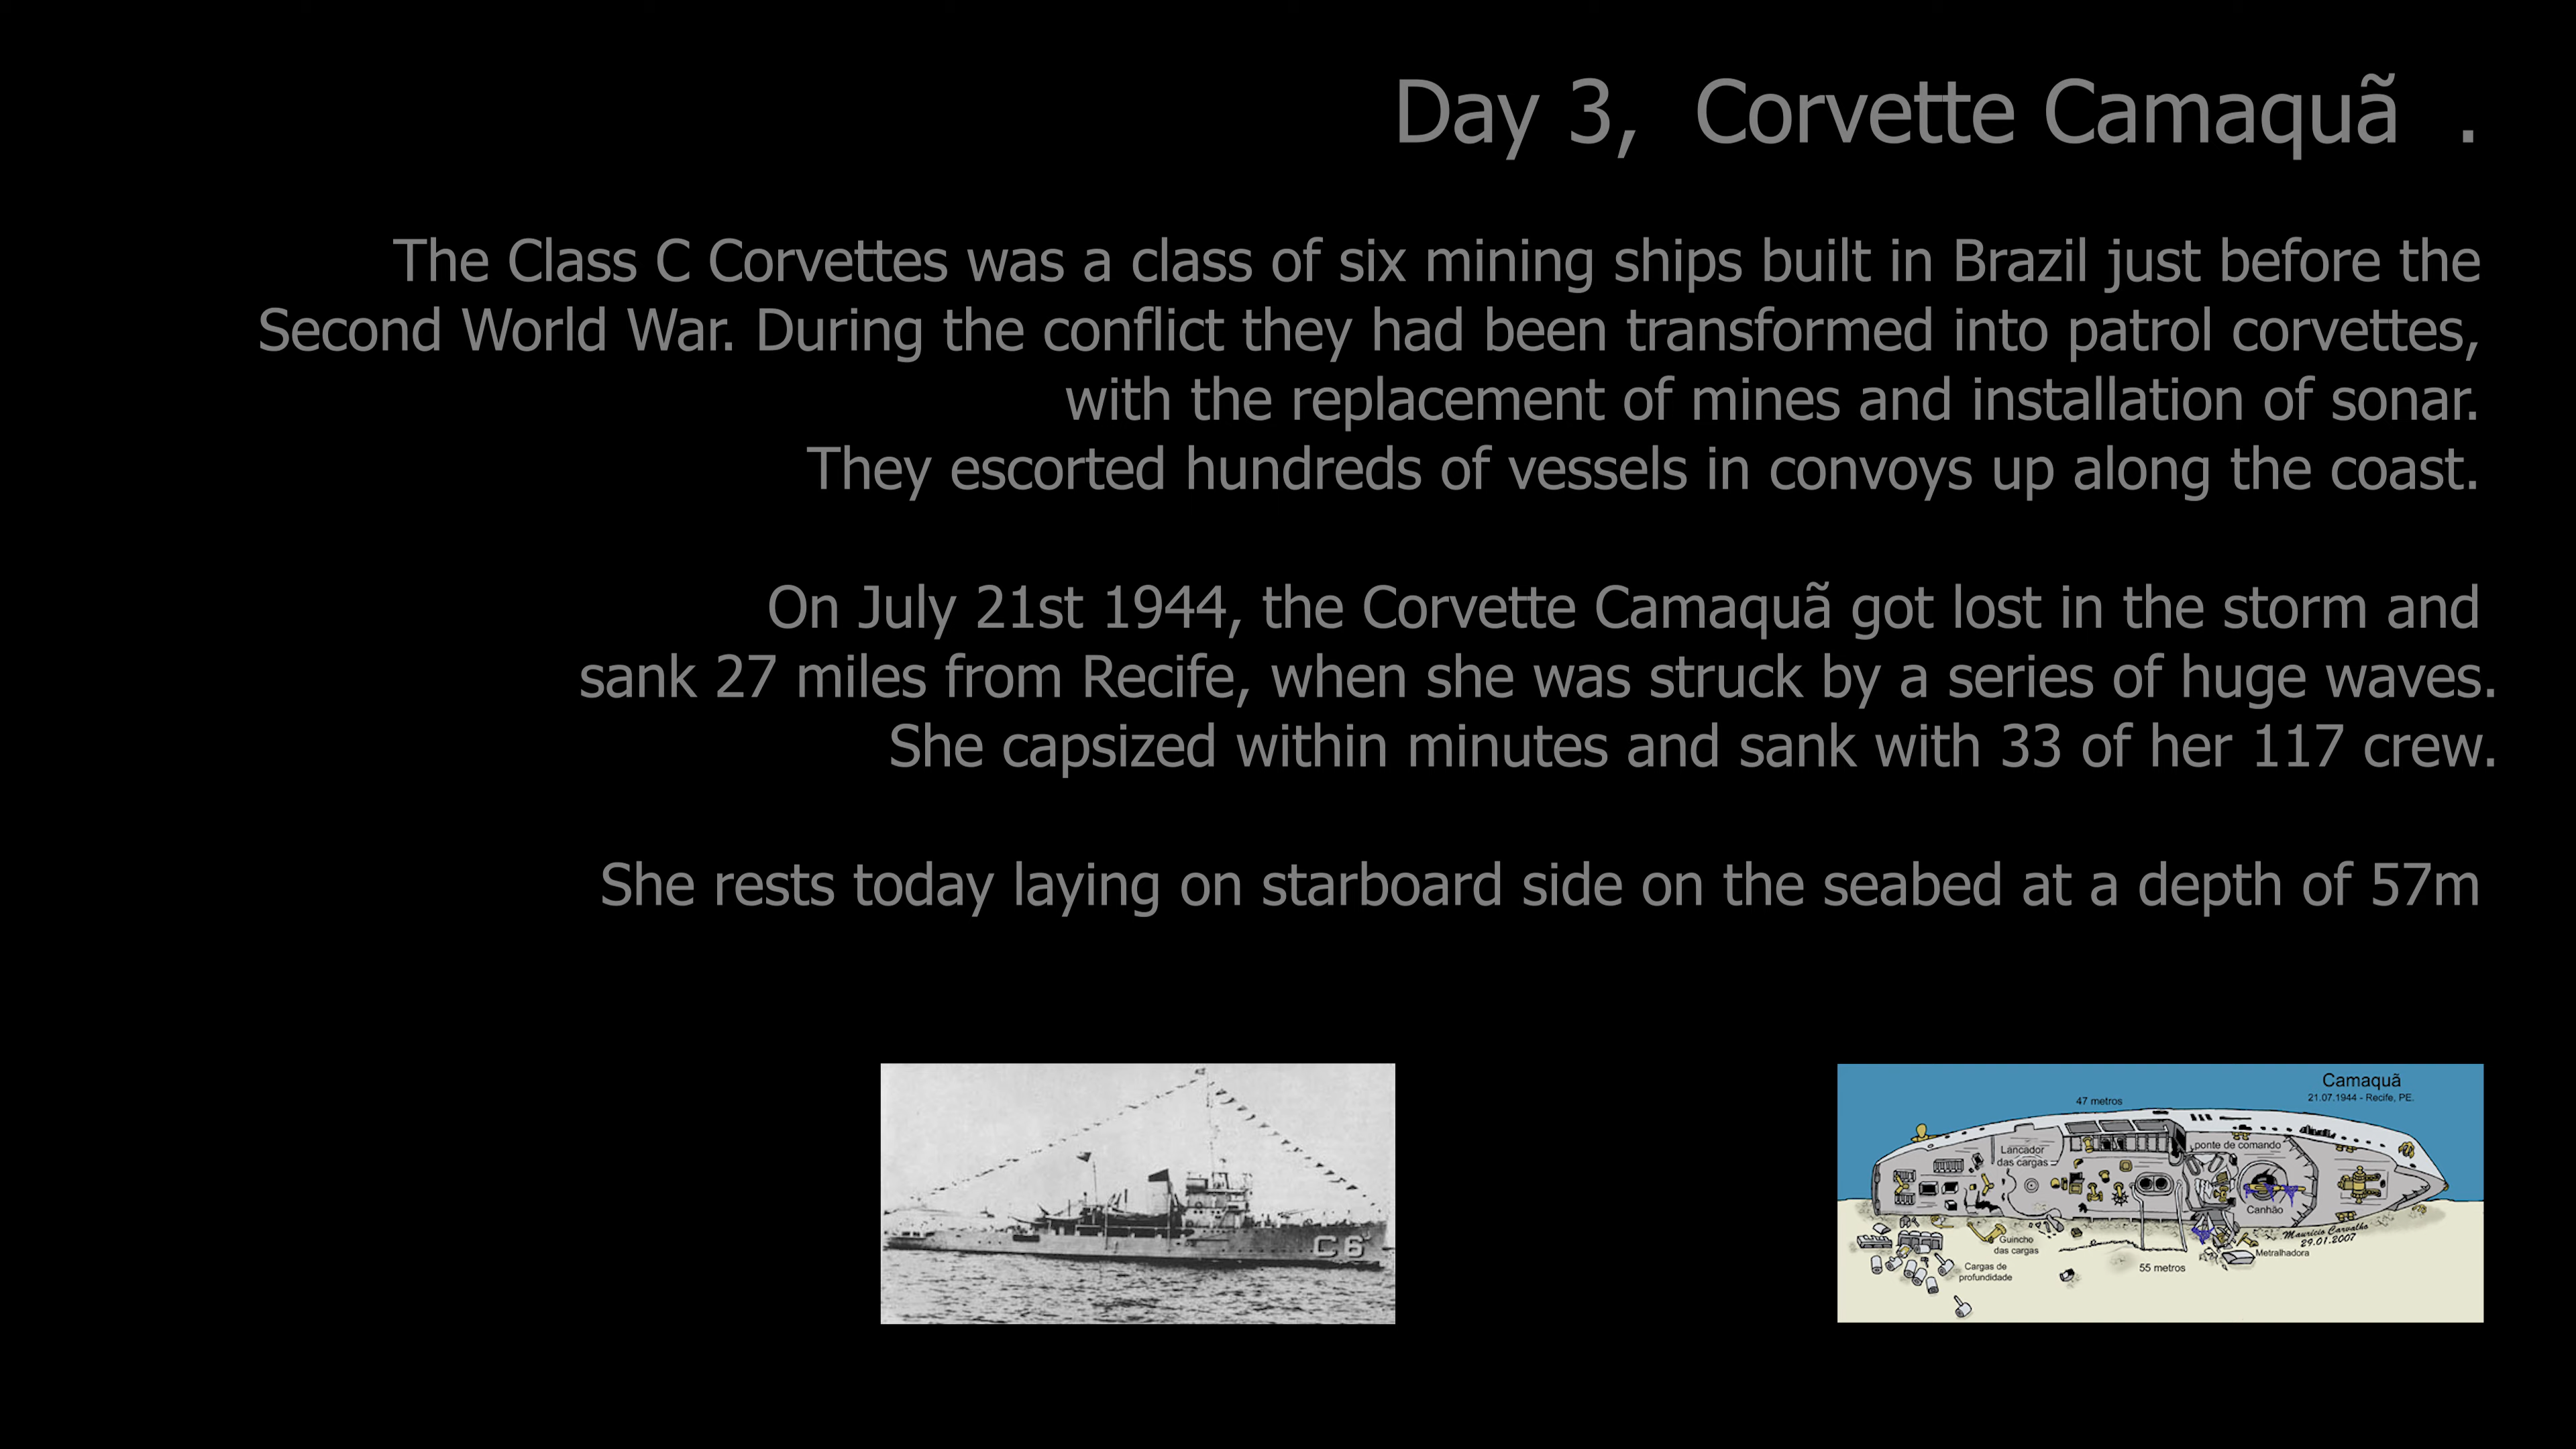 Day 3, Corvette Camaquã .
The Class C Corvettes was a class of six mining ships built in Brazil just before the
Second World War. During the conflict they had been transformed into patrol corvettes,
with the replacement of mines and installation of sonar.
They escorted hundreds of vessels in convoys up along the coast.
On July 21st 1944, the Corvette Camaquã got lost in the storm and
sank 27 miles from Recife, when she was struck by a series of huge waves.
She capsized within minutes and sank with 33 of her 117 crew.
She rests today laying on starboard side on the seabed at a depth of 57m
C6
Camaquã
21.07.1944 - Recife, PE.
47 metros
Lancador
das cargas
ponte de comando
Canhão
Guincho
das cargas
Mauricio Carvalho
29.01.2007
Metralhadora
Cargas de
profundidade
55 metros